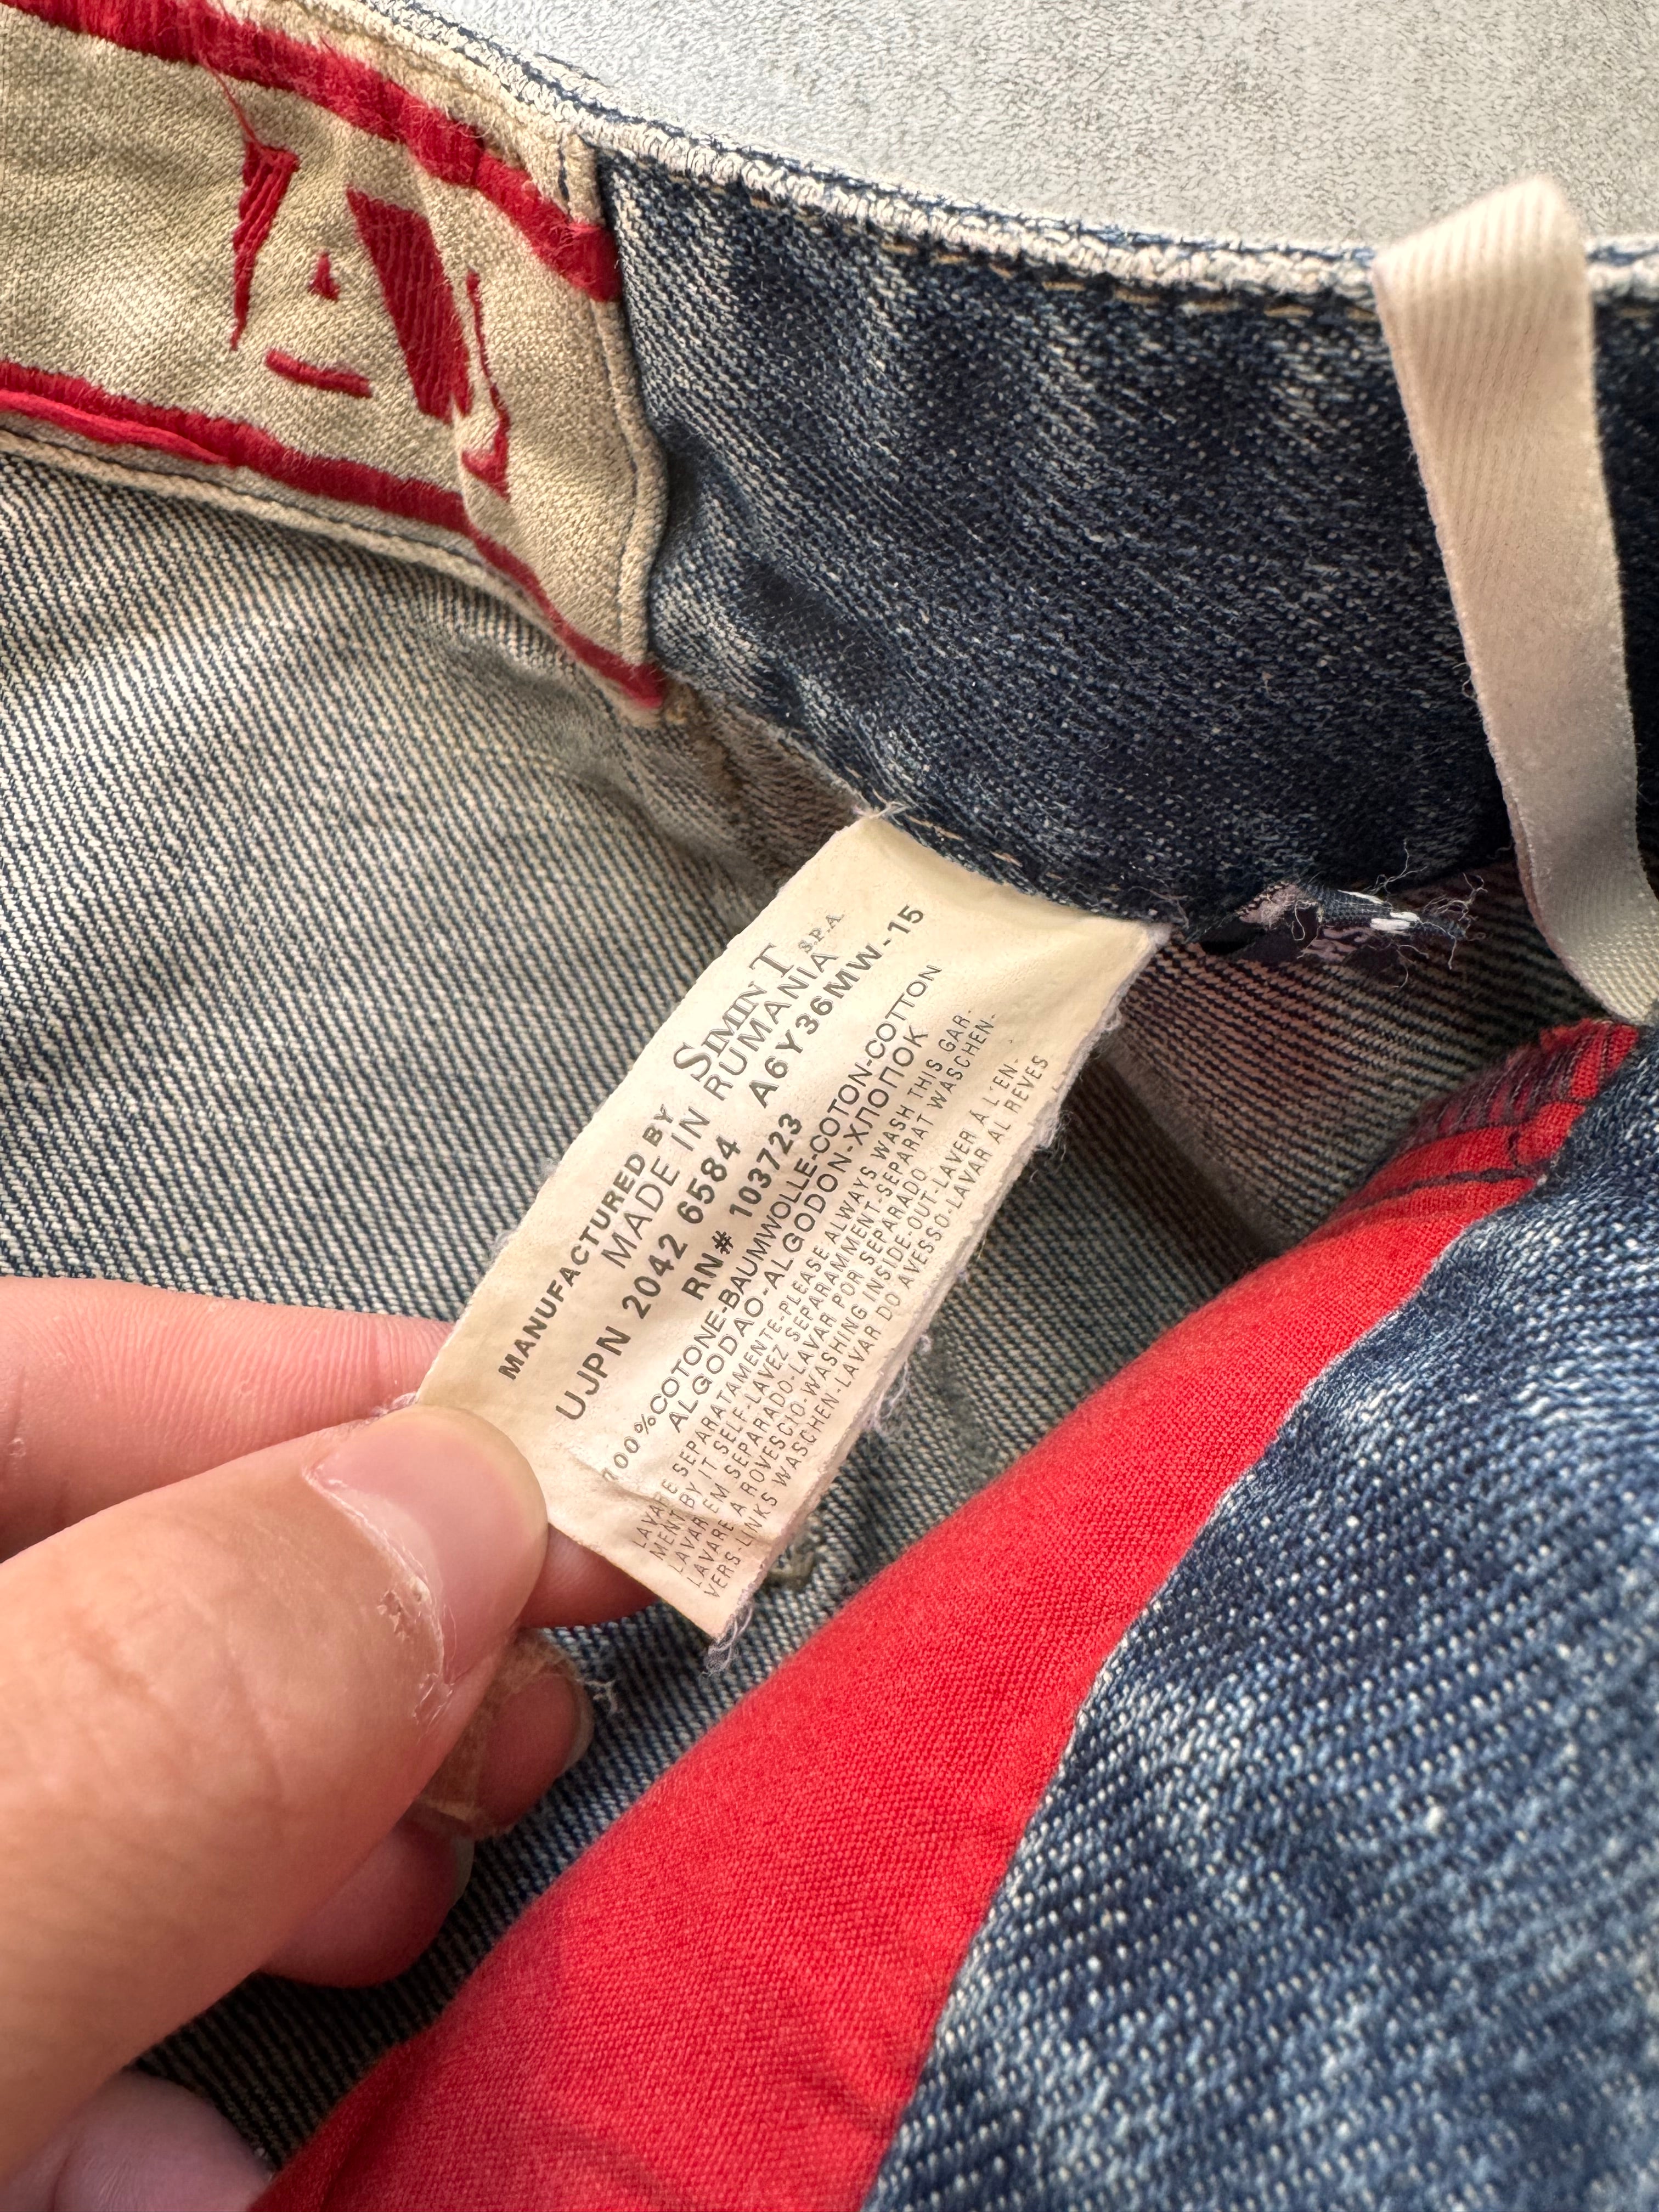 MANUFACTURED BY SIMINT S.P.A.
MADE IN RUMANIA
UJPN 2042 6584 A6Y36MW-15
RN# 103723
100%COTONE-BAUMWOLLE-COTON-COTTON
ALGODAO-ALGODON-ХЛОПОК
LAVARE SEPARATAMENTE-PLEASE ALWAYS WASH THIS GAR-
MENT BY IT SELF-LAVEZ SEPARAMMENT-SEPARAT WASCHEN-
LAVAR EM SEPARADO-LAVAR POR SEPARADO
LAVARE A ROVESCIO-WASHING INSIDE-OUT-LAVER À L'EN-
VERS-LINKS WASCHEN-LAVAR DO AVESSO-LAVAR AL REVES